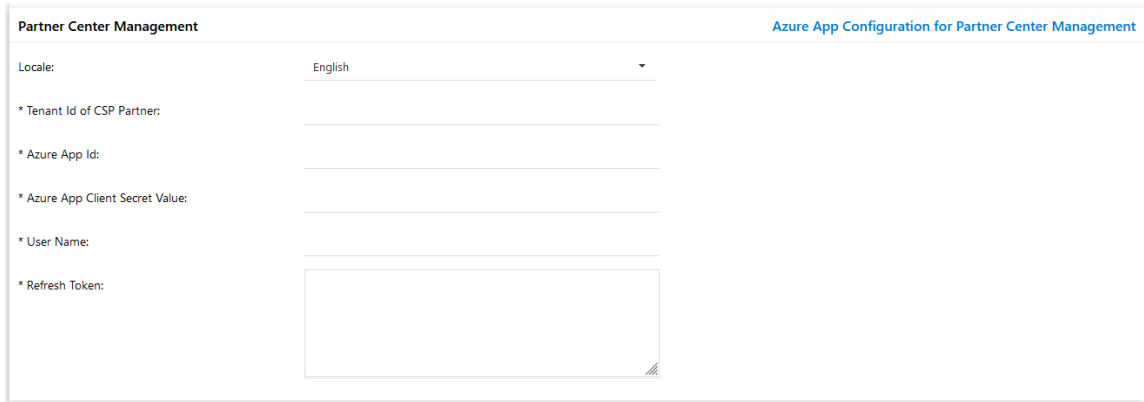 Partner Center Management
Azure App Configuration for Partner Center Management
Locale:
English
* Tenant Id of CSP Partner:
* Azure App Id:
* Azure App Client Secret Value:
* User Name:
* Refresh Token: